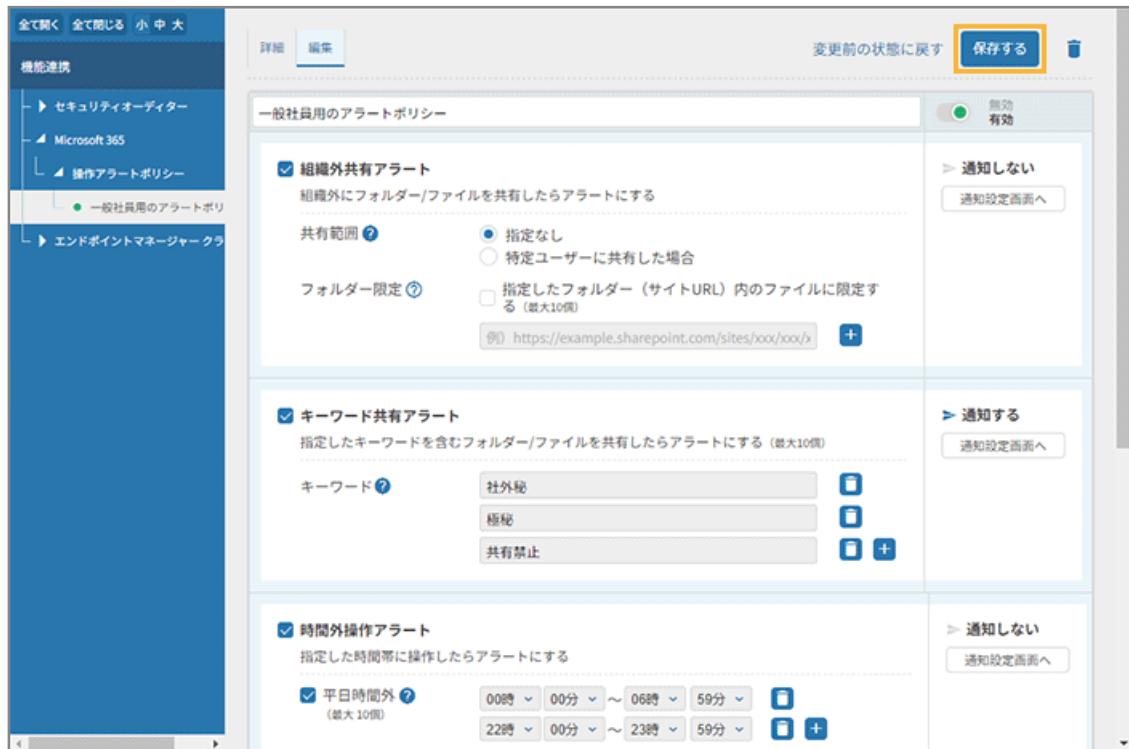 全て開く 全て閉じる 小 中 大
機能連携
セキュリティオーディター
Microsoft 365
操作アラートポリシー
一般社員用のアラートポリ
エンドポイントマネージャー クラ
詳細 編集 変更前の状態に戻す 保存する
一般社員用のアラートポリシー
無効
有効
組織外共有アラート
組織外にフォルダー/ファイルを共有したらアラートにする
通知しない
通知設定画面へ
共有範囲 ?
指定なし
特定ユーザーに共有した場合
フォルダー限定 ?
指定したフォルダー（サイトURL）内のファイルに限定す
る（最大10個）
例）https://example.sharepoint.com/sites/xxx/xxx/x
キーワード共有アラート
指定したキーワードを含むフォルダー/ファイルを共有したらアラートにする（最大10個）
通知する
通知設定画面へ
キーワード ?
社外秘
極秘
共有禁止
時間外操作アラート
指定した時間帯に操作したらアラートにする
通知しない
通知設定画面へ
平日時間外 ?
（最大 10個）
00時 00分 ～ 06時 59分
22時 00分 ～ 23時 59分